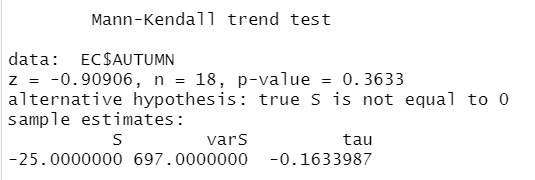 Mann-Kendall trend test
data:  EC$AUTUMN
z = -0.90906, n = 18, p-value = 0.3633
alternative hypothesis: true S is not equal to 0
sample estimates:
S        varS         tau
-25.0000000 697.0000000  -0.1633987